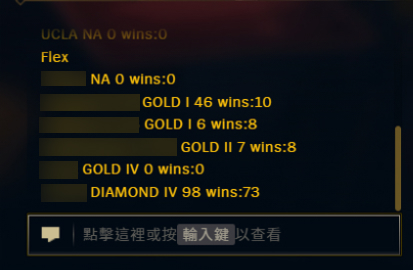 UCLA NA 0 wins:0
Flex
NA 0 wins:0
GOLD I 46 wins:10
GOLD I 6 wins:8
GOLD II 7 wins:8
GOLD IV 0 wins:0
DIAMOND IV 98 wins:73
點擊這裡或按 輸入鍵 以查看